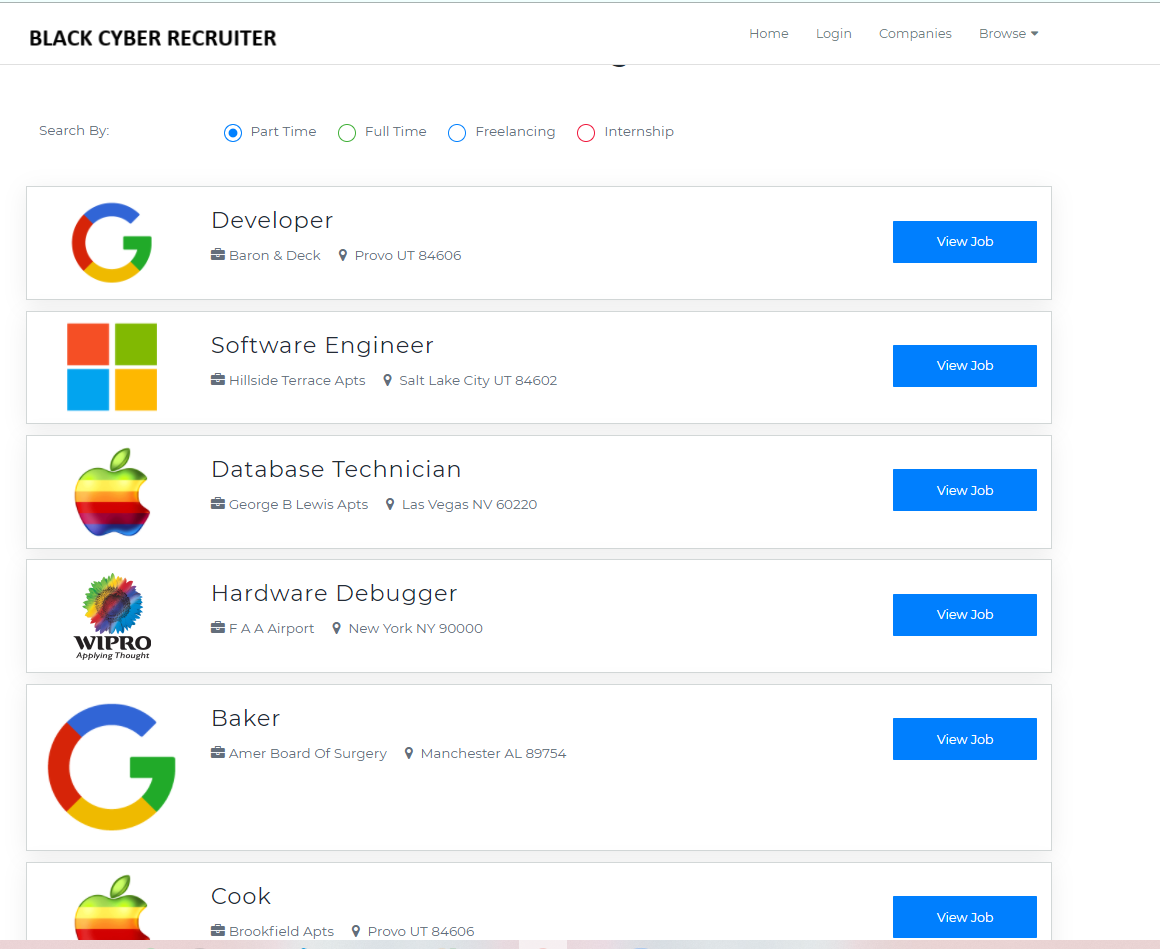 BLACK CYBER RECRUITER
Home Login Companies Browse
Search By: Part Time Full Time Freelancing Internship
Developer
Baron & Deck Provo UT 84606
View Job
Software Engineer
Hillside Terrace Apts Salt Lake City UT 84602
View Job
Database Technician
George B Lewis Apts Las Vegas NV 60220
View Job
WIPRO
Applying Thought
Hardware Debugger
F A A Airport New York NY 90000
View Job
Baker
Amer Board Of Surgery Manchester AL 89754
View Job
Cook
Brookfield Apts Provo UT 84606
View Job